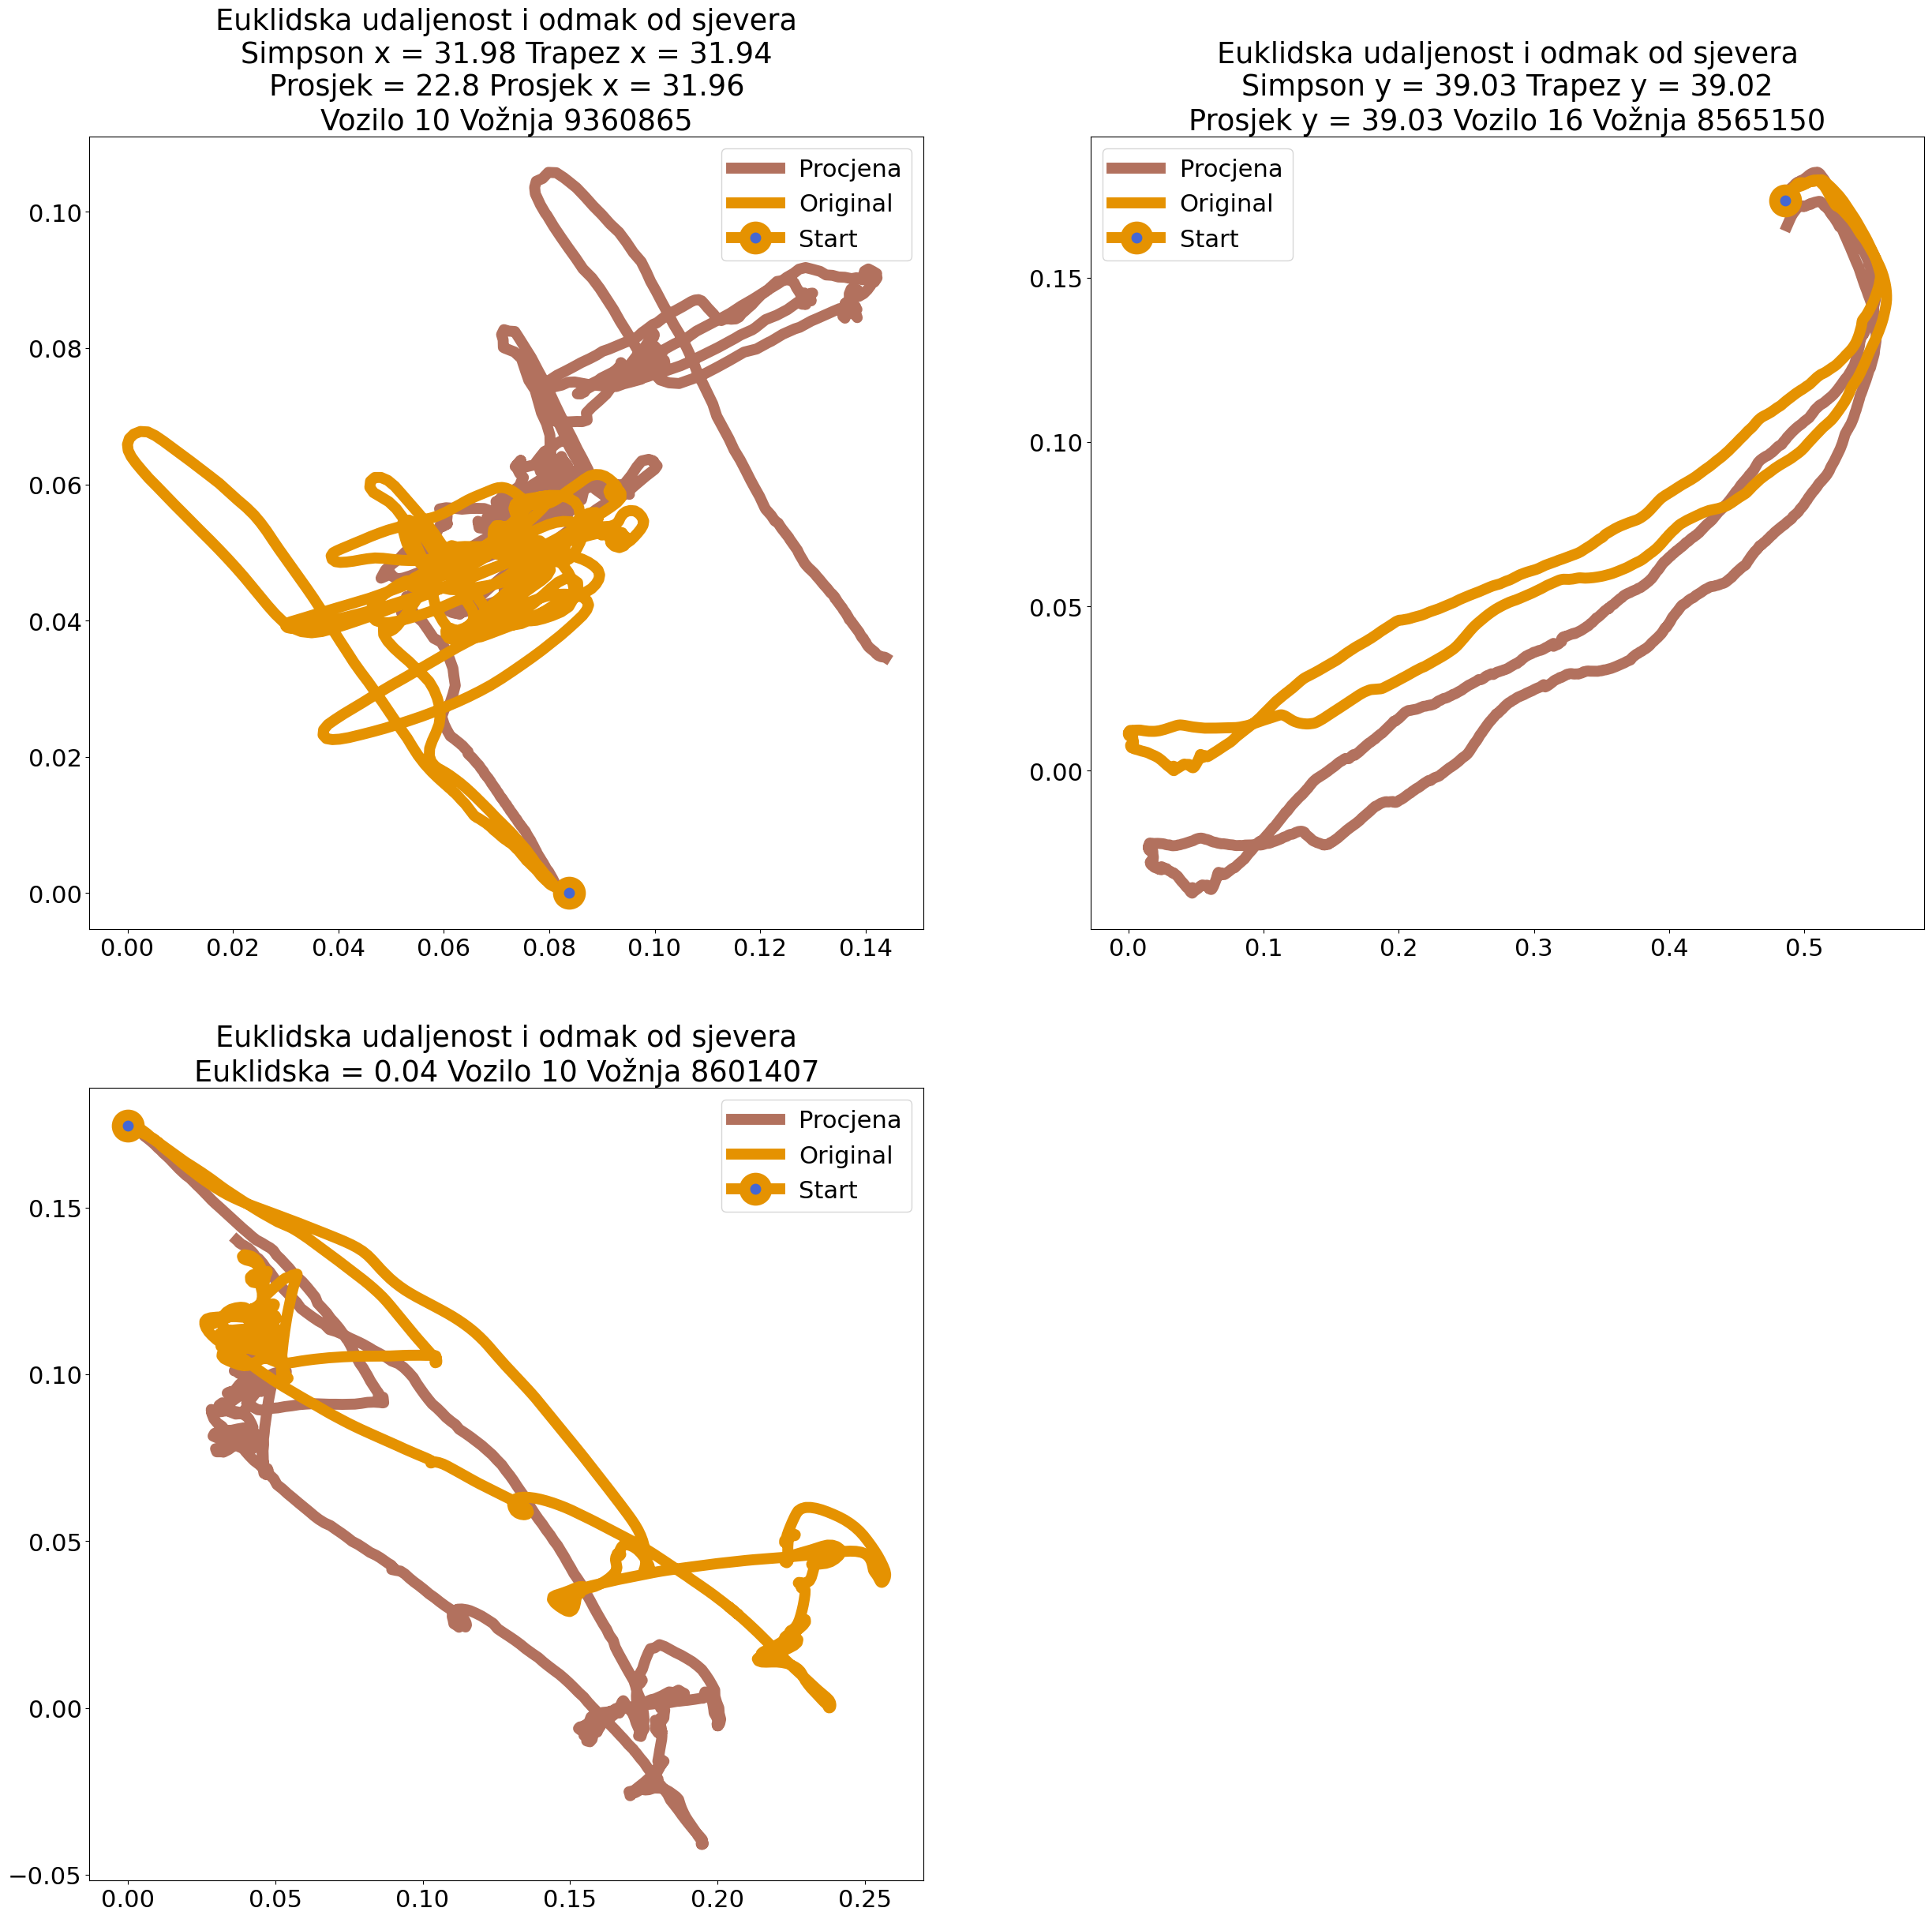 Euklidska udaljenost i odmak od sjevera
Simpson x = 31.98 Trapez x = 31.94
Prosjek = 22.8 Prosjek x = 31.96
Vozilo 10 Vožnja 9360865
Procjena
Original
Start
0.10
0.08
0.06
0.04
0.02
0.00
0.00 0.02 0.04 0.06 0.08 0.10 0.12 0.14
Euklidska udaljenost i odmak od sjevera
Simpson y = 39.03 Trapez y = 39.02
Prosjek y = 39.03 Vozilo 16 Vožnja 8565150
Procjena
Original
Start
0.15
0.10
0.05
0.00
0.0 0.1 0.2 0.3 0.4 0.5
Euklidska udaljenost i odmak od sjevera
Euklidska = 0.04 Vozilo 10 Vožnja 8601407
Procjena
Original
Start
0.15
0.10
0.05
0.00
−0.05
0.00 0.05 0.10 0.15 0.20 0.25